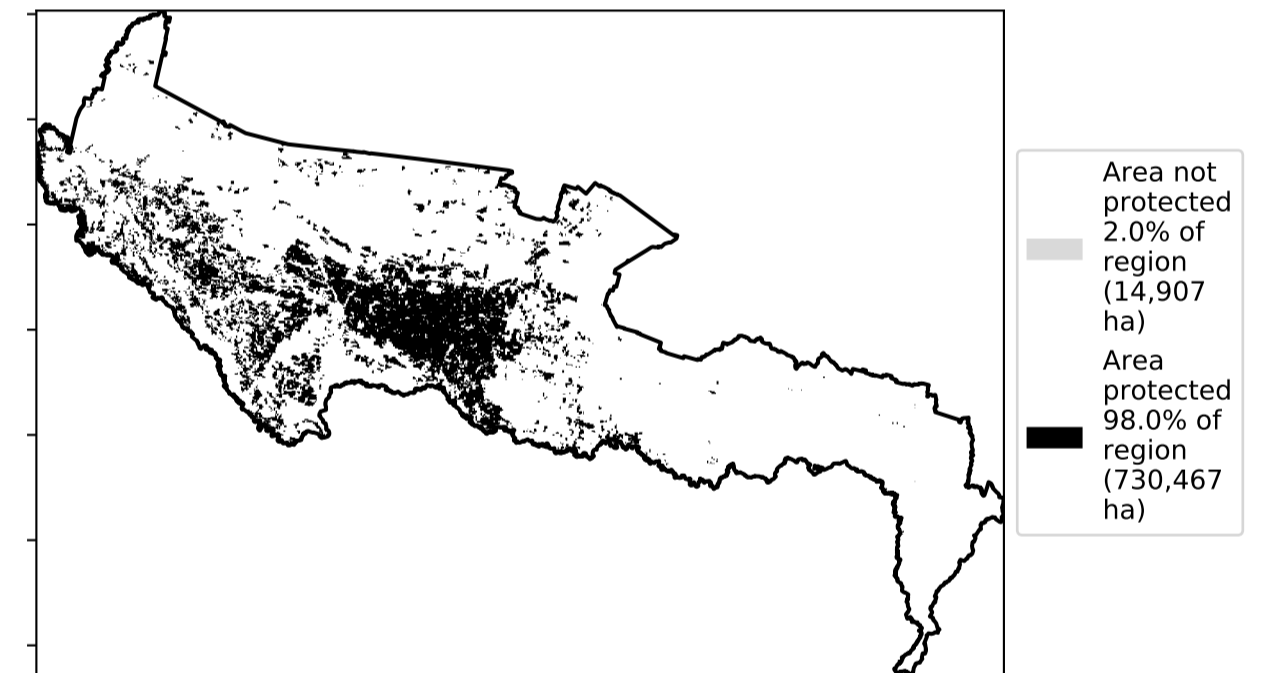 Area not
protected
2.0% of
region
(14,907
ha)
Area
protected
98.0% of
region
(730,467
ha)